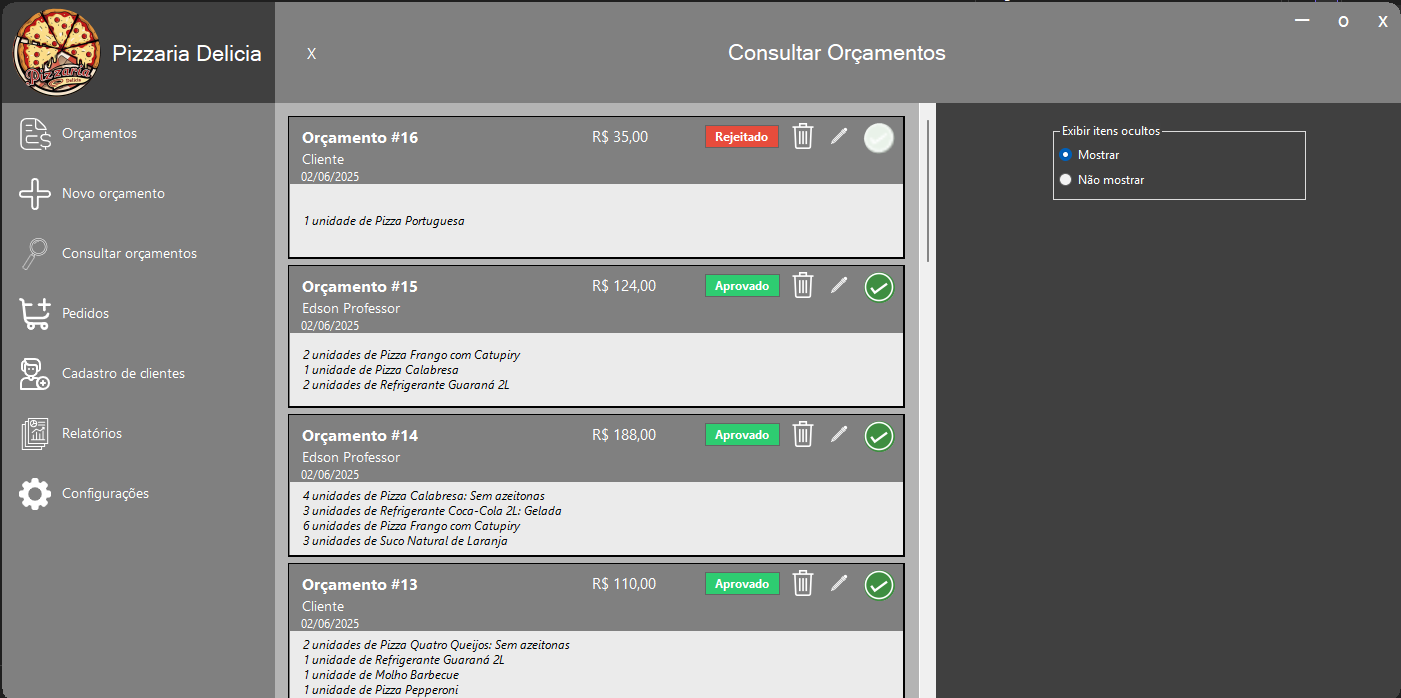 Pizzaria
Delicia
Pizzaria Delicia
X
Consultar Orçamentos
O
X
Orçamentos
Novo orçamento
Consultar orçamentos
Pedidos
Cadastro de clientes
Relatórios
Configurações
Orçamento #16
R$ 35,00
Rejeitado
Cliente
02/06/2025
1 unidade de Pizza Portuguesa
Orçamento #15
R$ 124,00
Aprovado
Edson Professor
02/06/2025
2 unidades de Pizza Frango com Catupiry
1 unidade de Pizza Calabresa
2 unidades de Refrigerante Guaraná 2L
Orçamento #14
R$ 188,00
Aprovado
Edson Professor
02/06/2025
4 unidades de Pizza Calabresa: Sem azeitonas
3 unidades de Refrigerante Coca-Cola 2L: Gelada
6 unidades de Pizza Frango com Catupiry
3 unidades de Suco Natural de Laranja
Orçamento #13
R$ 110,00
Aprovado
Cliente
02/06/2025
2 unidades de Pizza Quatro Queijos: Sem azeitonas
1 unidade de Refrigerante Guaraná 2L
1 unidade de Molho Barbecue
1 unidade de Pizza Pepperoni
Exibir itens ocultos
Mostrar
Não mostrar